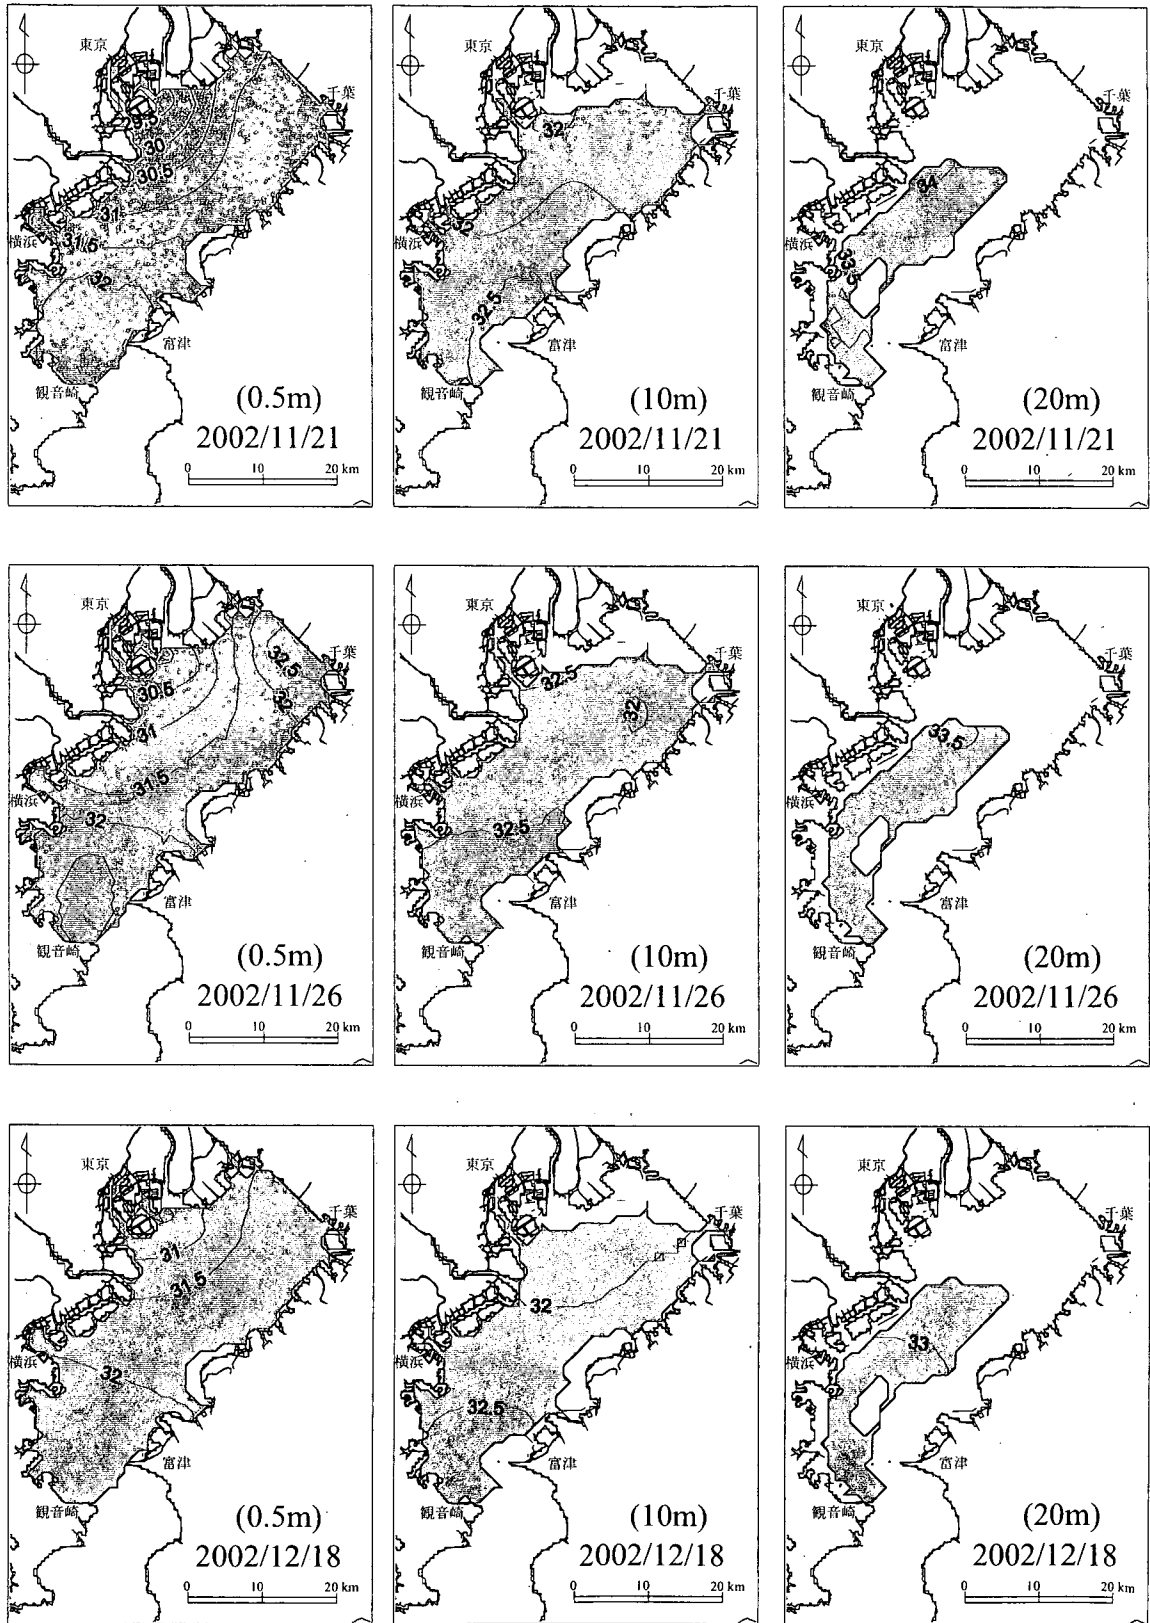 東京
千葉
9.5
30
30.5
31
31.5
横浜
32
富津
観音崎
(0.5m)
2002/11/21
0 10 20 km
東京
千葉
32
32
横浜
32.5
富津
観音崎
(10m)
2002/11/21
0 10 20 km
東京
千葉
34
横浜
33.5
富津
観音崎
(20m)
2002/11/21
0 10 20 km
東京
千葉
32.5
30.5
32
31
31.5
横浜
32
富津
観音崎
(0.5m)
2002/11/26
0 10 20 km
東京
千葉
32.5
32
横浜
32.5
富津
観音崎
(10m)
2002/11/26
0 10 20 km
東京
千葉
33.5
横浜
富津
観音崎
(20m)
2002/11/26
0 10 20 km
東京
千葉
31
31.5
横浜
32
富津
観音崎
(0.5m)
2002/12/18
0 10 20 km
東京
千葉
32
横浜
32.5
富津
観音崎
(10m)
2002/12/18
0 10 20 km
東京
千葉
33
横浜
富津
観音崎
(20m)
2002/12/18
0 10 20 km